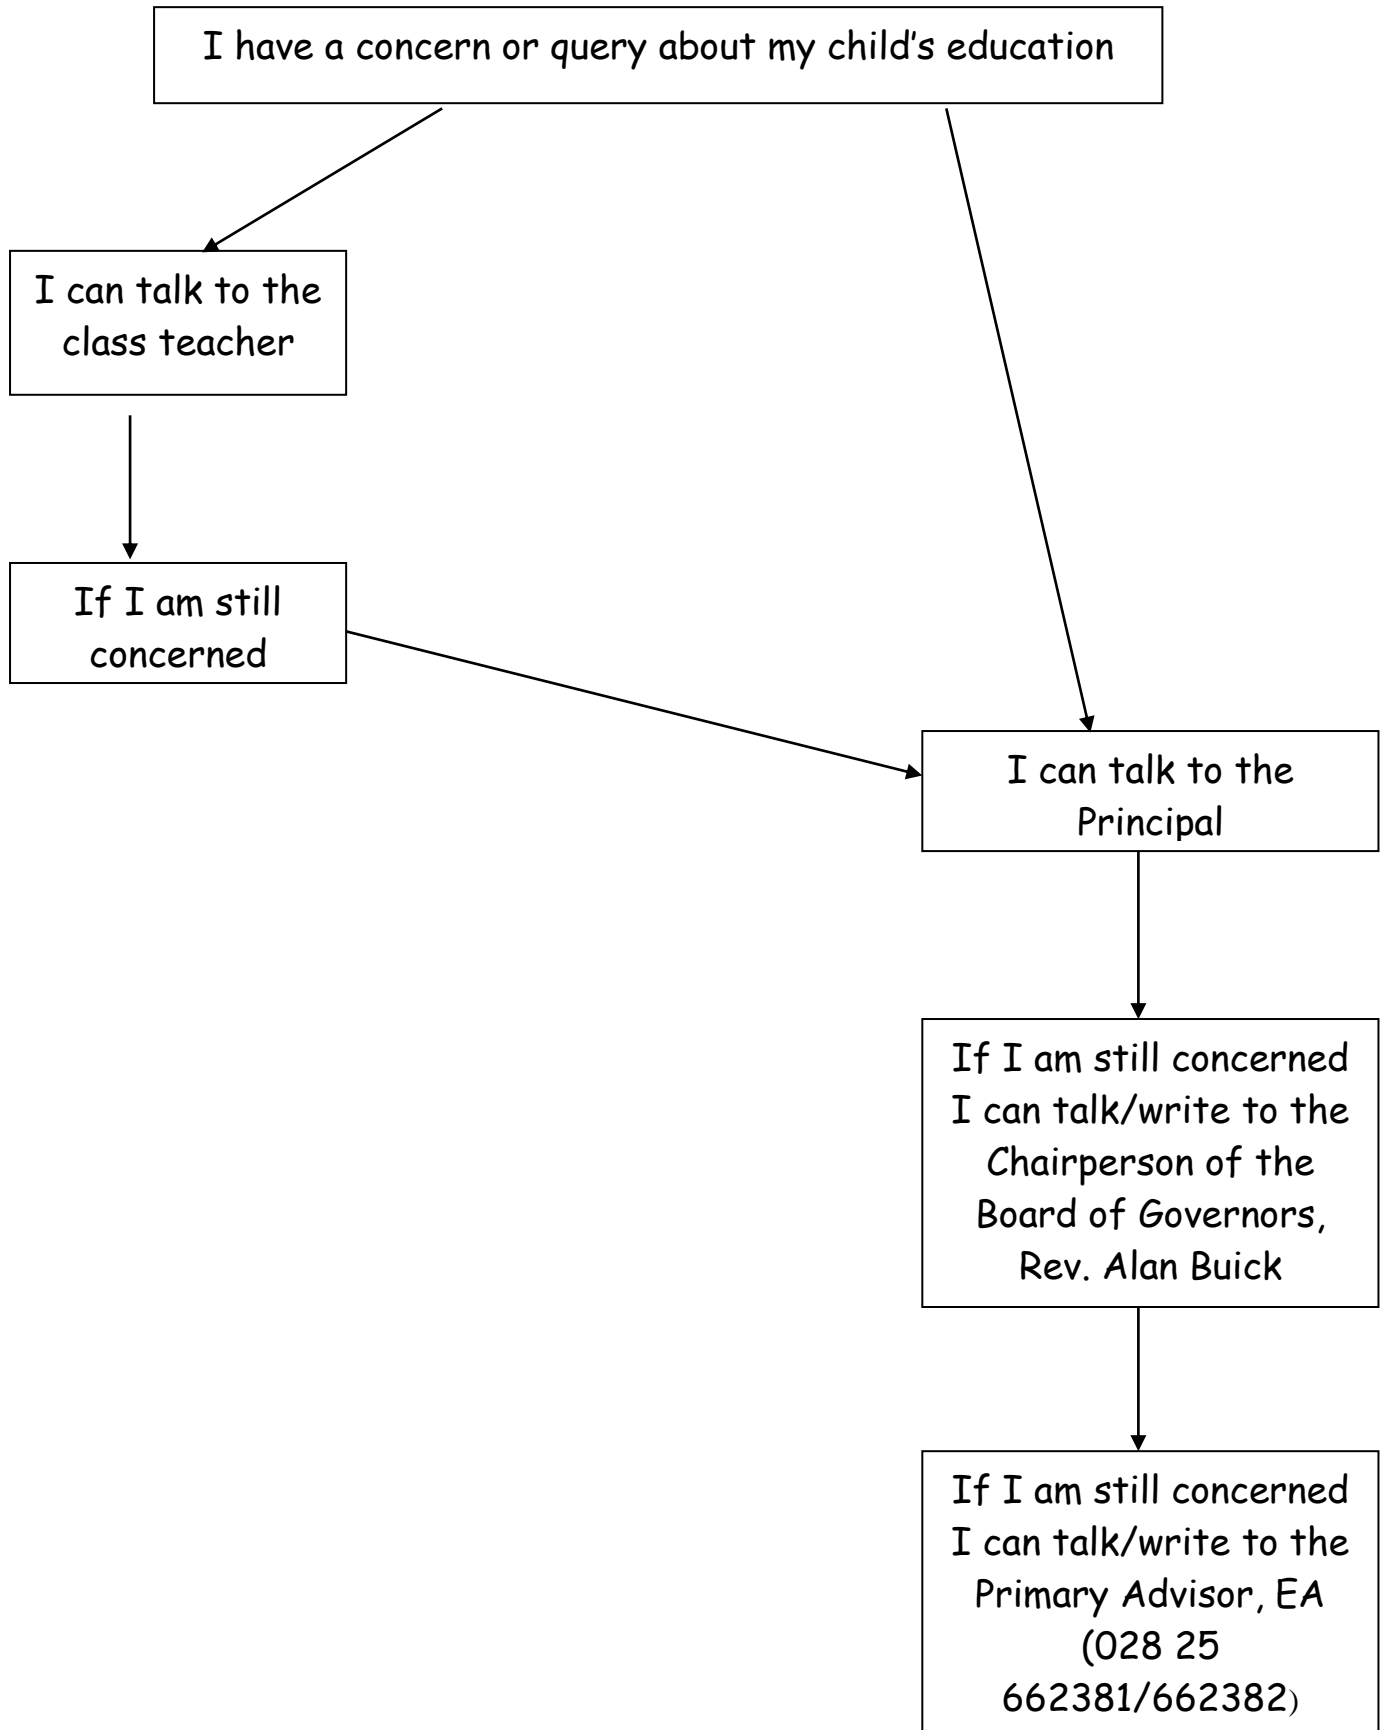 I have a concern or query about my child's education
I can talk to the
class teacher
If I am still
concerned
I can talk to the
Principal
If I am still concerned
I can talk/write to the
Chairperson of the
Board of Governors,
Rev. Alan Buick
If I am still concerned
I can talk/write to the
Primary Advisor, EA
(028 25
662381/662382)